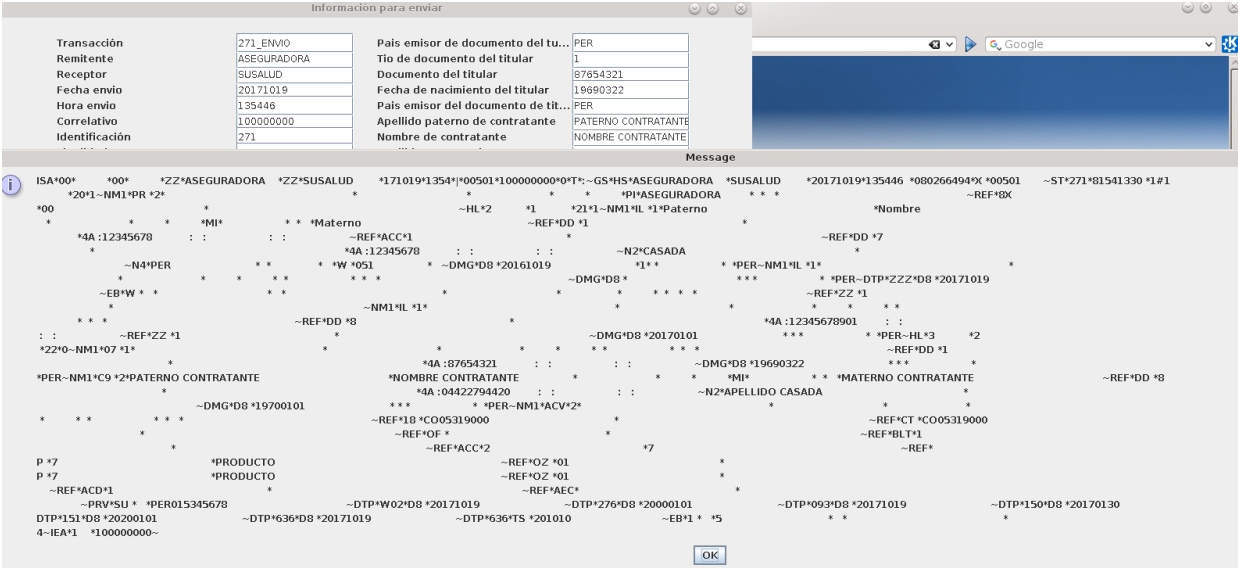 Información para enviar
Google
Transacción 271_ENVIO Pais emisor de documento del tu... PER
Remitente ASEGURADORA Tio de documento del titular 1
Receptor SUSALUD Documento del titular 87654321
Fecha envio 20171019 Fecha de nacimiento del titular 19690322
Hora envio 135446 Pais emisor del documento de tit... PER
Correlativo 100000000 Apellido paterno de contratante PATERNO CONTRATANTE
Identificación 271 Nombre de contratante NOMBRE CONTRATANTE
Message
ISA*00* *00* *ZZ*ASEGURADORA *ZZ*SUSALUD *171019*1354*|*00501*100000000*0*T*:~GS*HS*ASEGURADORA *SUSALUD *20171019*135446 *080266494*X *00501 ~ST*271*81541330 *1#1
*20*1~NM1*PR *2* * * * * *PI*ASEGURADORA * * * ~REF*8X
*00 * ~HL*2 *1 *21*1~NM1*IL *1*Paterno *Nombre
* * * *MI* * * *Materno ~REF*DD *1 *
*4A :12345678 : : : : ~REF*ACC*1 * ~REF*DD *7
* *4A :12345678 : : : : ~N2*CASADA *
~N4*PER * * * *W *051 * ~DMG*D8 *20161019 *1* * * *PER~NM1*IL *1* *
* * * * * * * * ~DMG*D8 * * * * * *PER~DTP*ZZZ*D8 *20171019
~EB*W * * * * * * * * * * * ~REF*ZZ *1
* ~NM1*IL *1* * * * * * *
* * * ~REF*DD *8 * *4A :12345678901 : :
: : ~REF*ZZ *1 * ~DMG*D8 *20170101 * * * * *PER~HL*3 *2
*22*0~NM1*07 *1* * * * * * * * * * ~REF*DD *1
* *4A :87654321 : : : : ~DMG*D8 *19690322 * * * *
*PER~NM1*C9 *2*PATERNO CONTRATANTE *NOMBRE CONTRATANTE * * * *MI* * * *MATERNO CONTRATANTE ~REF*DD *8
* *4A :04422794420 : : : : ~N2*APELLIDO CASADA *
~DMG*D8 *19700101 * * * * *PER~NM1*ACV*2* * * *
* * * * * * ~REF*18 *CO05319000 * ~REF*CT *CO05319000
* ~REF*OF * * ~REF*BLT*1
* ~REF*ACC*2 *7 ~REF*
P *7 *PRODUCTO ~REF*OZ *01 *
P *7 *PRODUCTO ~REF*OZ *01 *
~REF*ACD*1 * ~REF*AEC* *
~PRV*SU * *PER015345678 ~DTP*W02*D8 *20171019 ~DTP*276*D8 *20000101 ~DTP*093*D8 *20171019 ~DTP*150*D8 *20170130
DTP*151*D8 *20200101 ~DTP*636*D8 *20171019 ~DTP*636*TS *201010 ~EB*1 * *5 * * *
4~IEA*1 *100000000~
OK